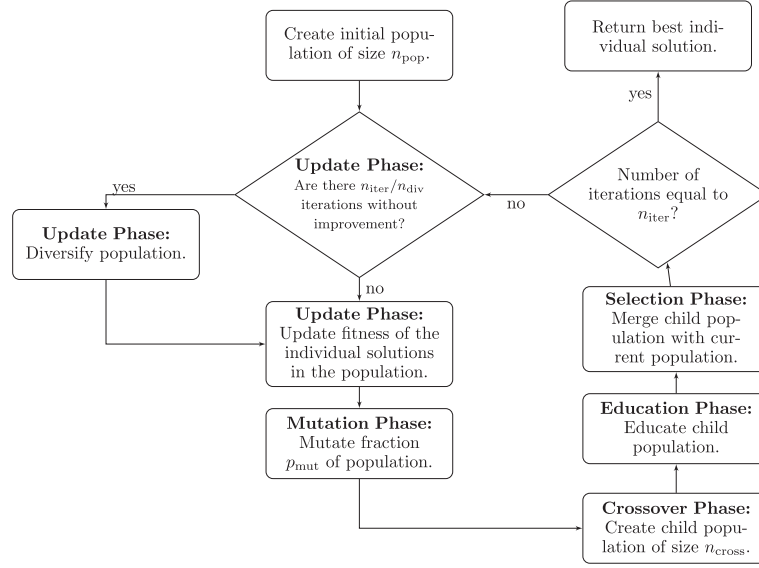 Create initial popu-
lation of size n_pop.
Return best indi-
vidual solution.
yes
Update Phase:
Are there n_iter/n_div
iterations without
improvement?
Number of
iterations equal to
n_iter?
yes
no
Update Phase:
Diversify population.
no
Update Phase:
Update fitness of the
individual solutions
in the population.
Selection Phase:
Merge child pop-
ulation with cur-
rent population.
Mutation Phase:
Mutate fraction
p_mut of population.
Education Phase:
Educate child
population.
Crossover Phase:
Create child popu-
lation of size n_cross.